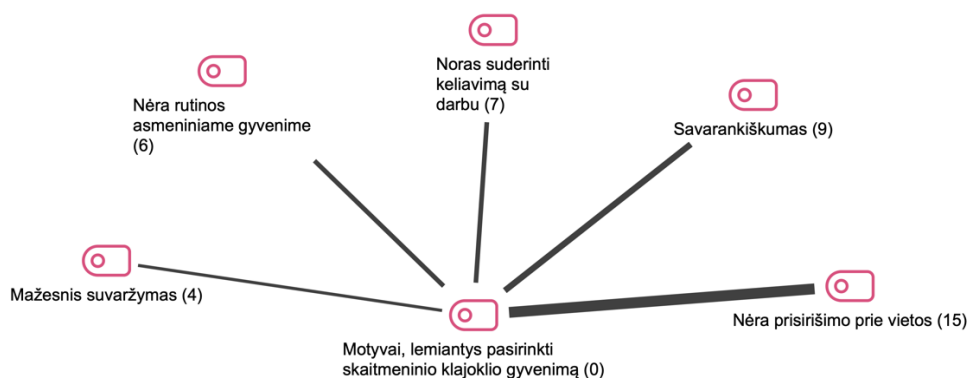 Noras suderinti
keliavimą su
darbu (7)
Nėra rutinos
asmeniniame gyvenime
(6)
Savarankiškumas (9)
Mažesnis suvaržymas (4)
Nėra prisirišimo prie vietos (15)
Motyvai, lemiantys pasirinkti
skaitmeninio klajoklio gyvenimą (0)